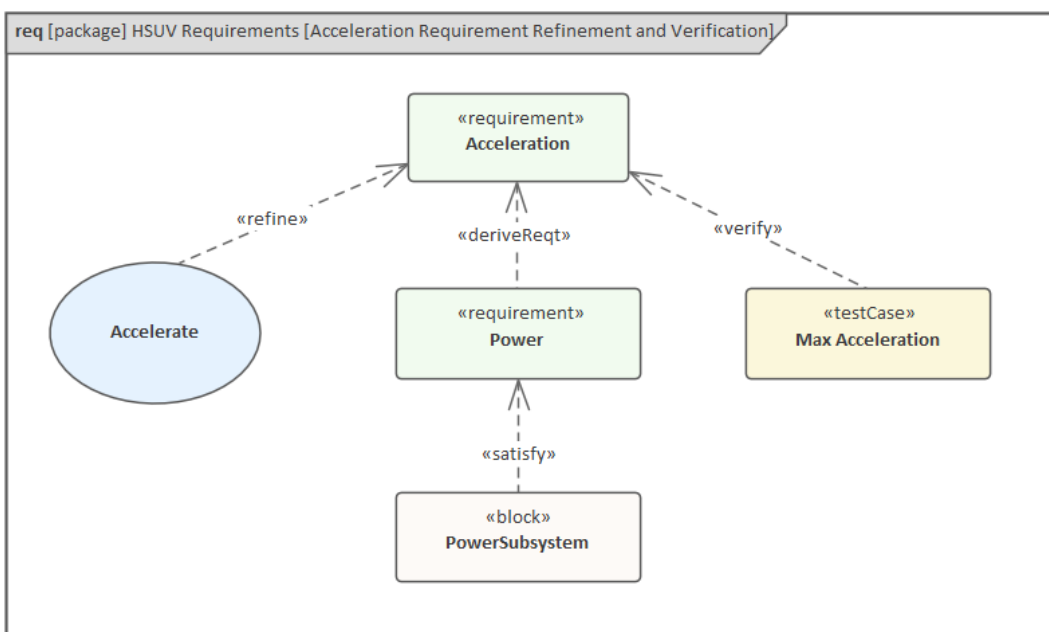 req [package] HSUV Requirements [Acceleration Requirement Refinement and Verification]
«requirement»
Acceleration
«refine»
«deriveReqt»
«verify»
Accelerate
«requirement»
Power
«testCase»
Max Acceleration
«satisfy»
«block»
PowerSubsystem